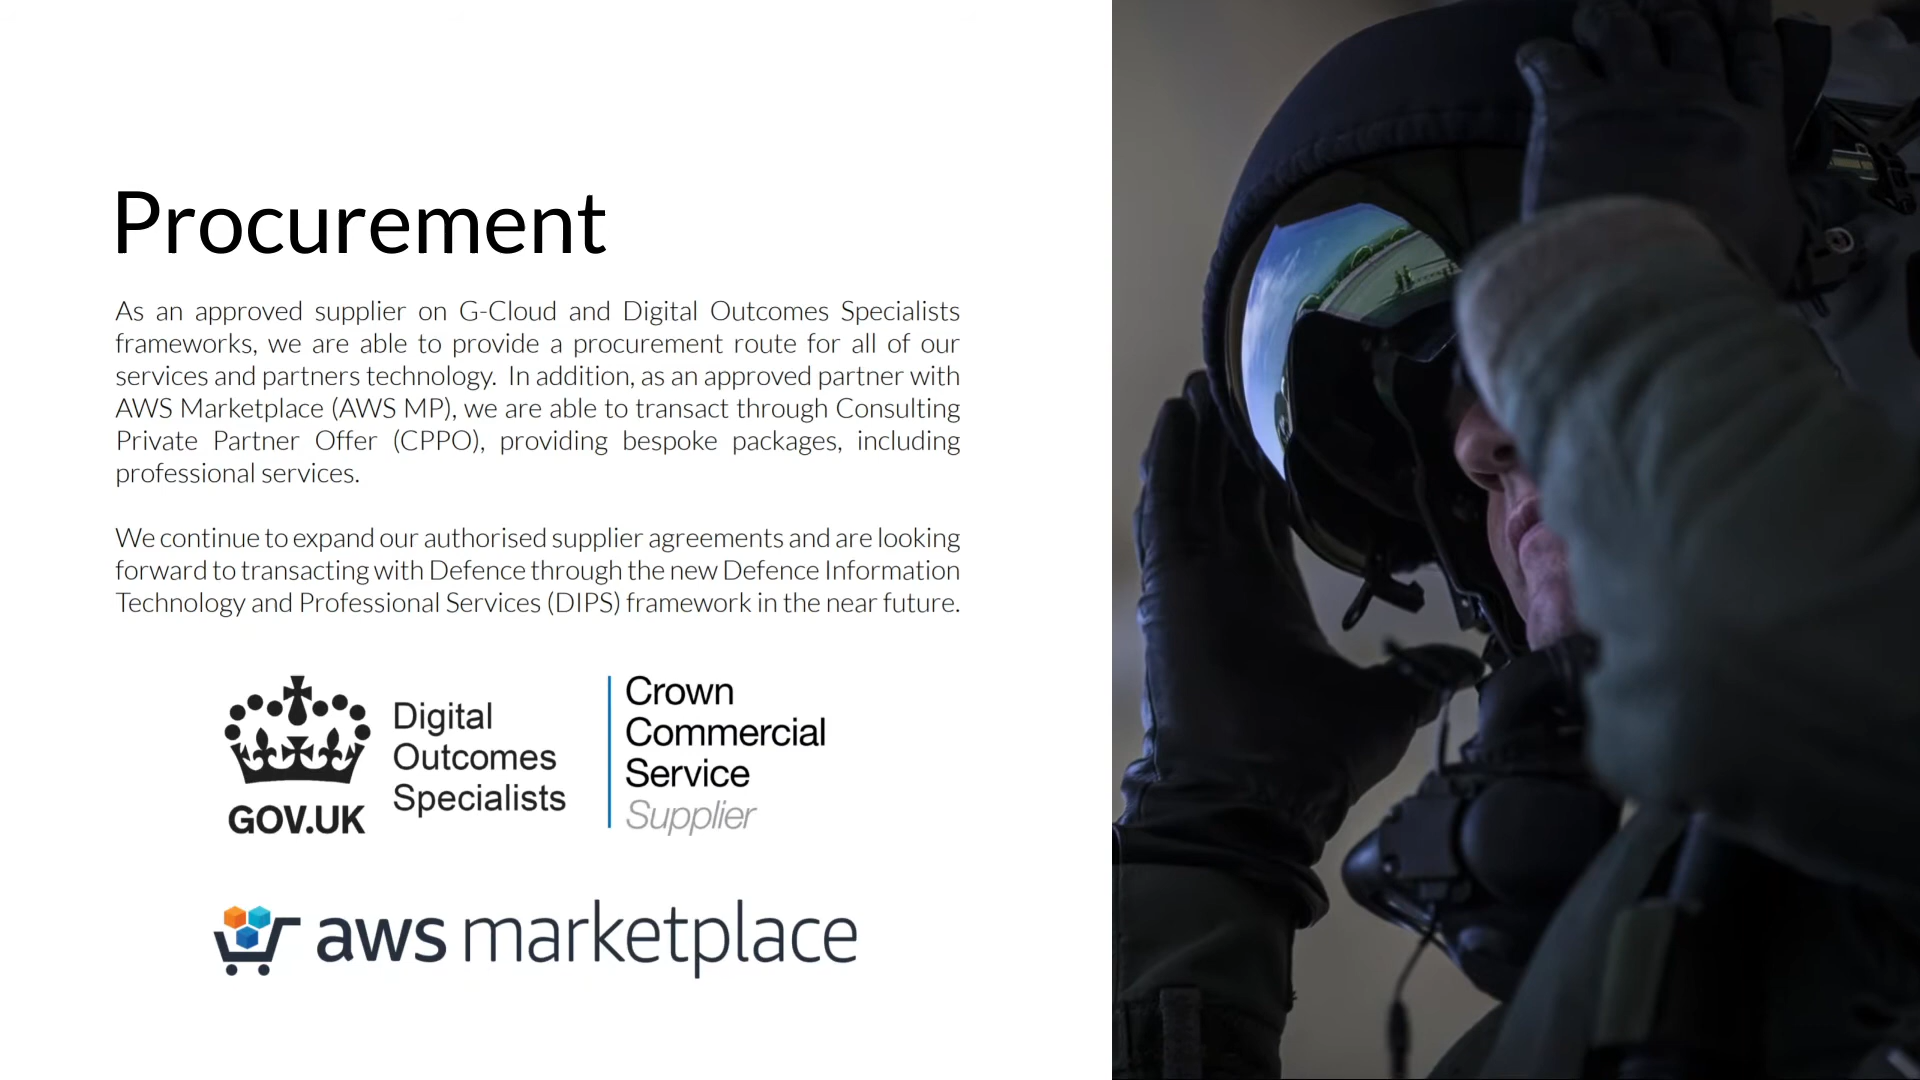 Procurement
As an approved supplier on G-Cloud and Digital Outcomes Specialists
frameworks, we are able to provide a procurement route for all of our
services and partners technology. In addition, as an approved partner with
AWS Marketplace (AWS MP), we are able to transact through Consulting
Private Partner Offer (CPPO), providing bespoke packages, including
professional services.
We continue to expand our authorised supplier agreements and are looking
forward to transacting with Defence through the new Defence Information
Technology and Professional Services (DIPS) framework in the near future.
GOV.UK
Digital
Outcomes
Specialists
Crown
Commercial
Service
Supplier
aws marketplace